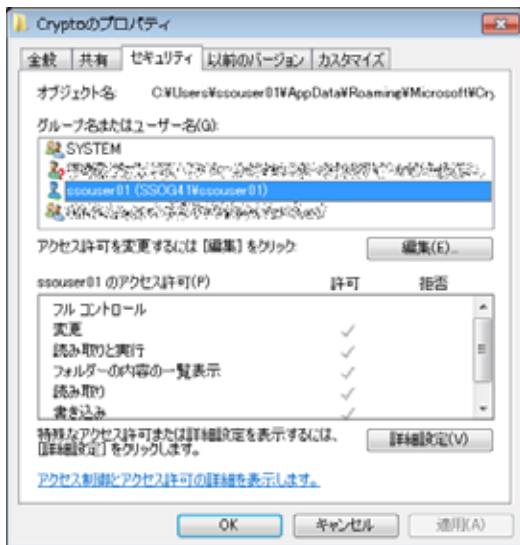 Cryptoのプロパティ
全般 共有 セキュリティ 以前のバージョン カスタマイズ
オブジェクト名: C:¥Users¥ssouser01¥AppData¥Roaming¥Microsoft¥Cry
グループ名またはユーザー名(G):
SYSTEM
ssouser01 (SSOG41¥ssouser01)
アクセス許可を変更するには [編集] をクリック: 編集(E)...
ssouser01 のアクセス許可(P) 許可 拒否
フル コントロール
変更
読み取りと実行
フォルダーの内容の一覧表示
読み取り
書き込み
特殊なアクセス許可または詳細設定を表示するには、 詳細設定(V)
[詳細設定] をクリックします。
アクセス制御とアクセス許可の詳細を表示します。
OK キャンセル 適用(A)